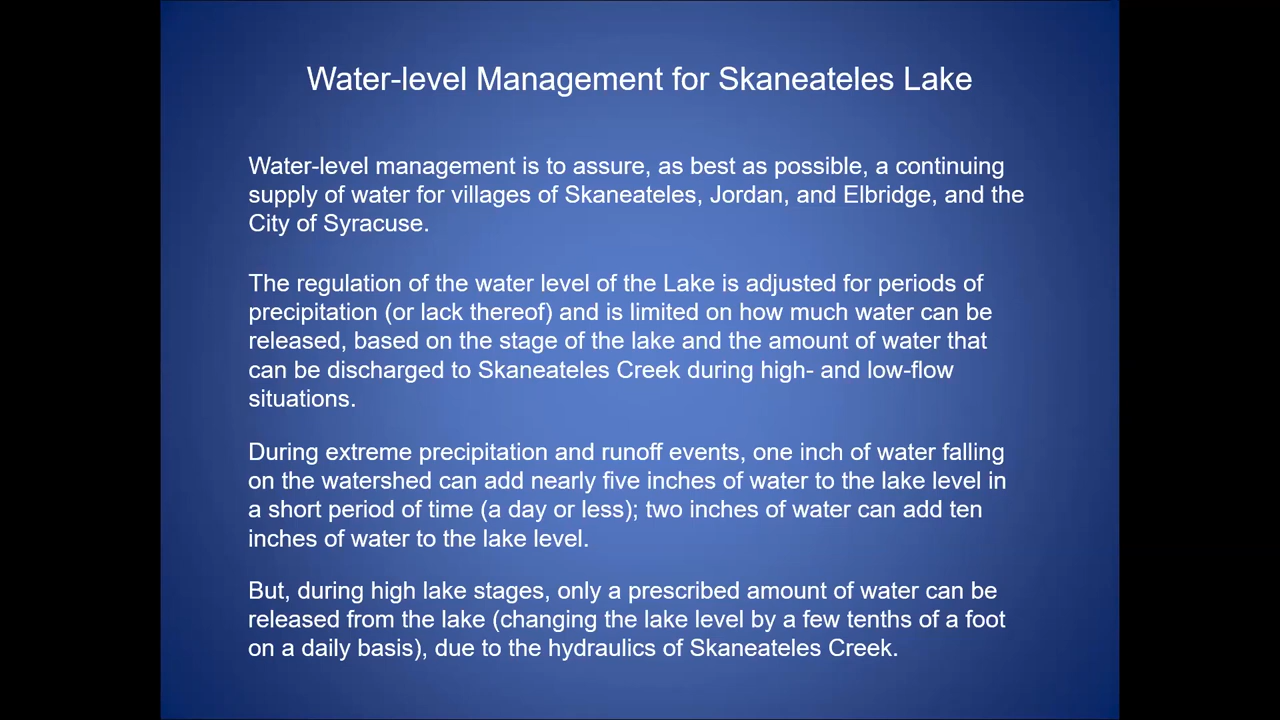 Water-level Management for Skaneateles Lake
Water-level management is to assure, as best as possible, a continuing
supply of water for villages of Skaneateles, Jordan, and Elbridge, and the
City of Syracuse.
The regulation of the water level of the Lake is adjusted for periods of
precipitation (or lack thereof) and is limited on how much water can be
released, based on the stage of the lake and the amount of water that
can be discharged to Skaneateles Creek during high- and low-flow
situations.
During extreme precipitation and runoff events, one inch of water falling
on the watershed can add nearly five inches of water to the lake level in
a short period of time (a day or less); two inches of water can add ten
inches of water to the lake level.
But, during high lake stages, only a prescribed amount of water can be
released from the lake (changing the lake level by a few tenths of a foot
on a daily basis), due to the hydraulics of Skaneateles Creek.